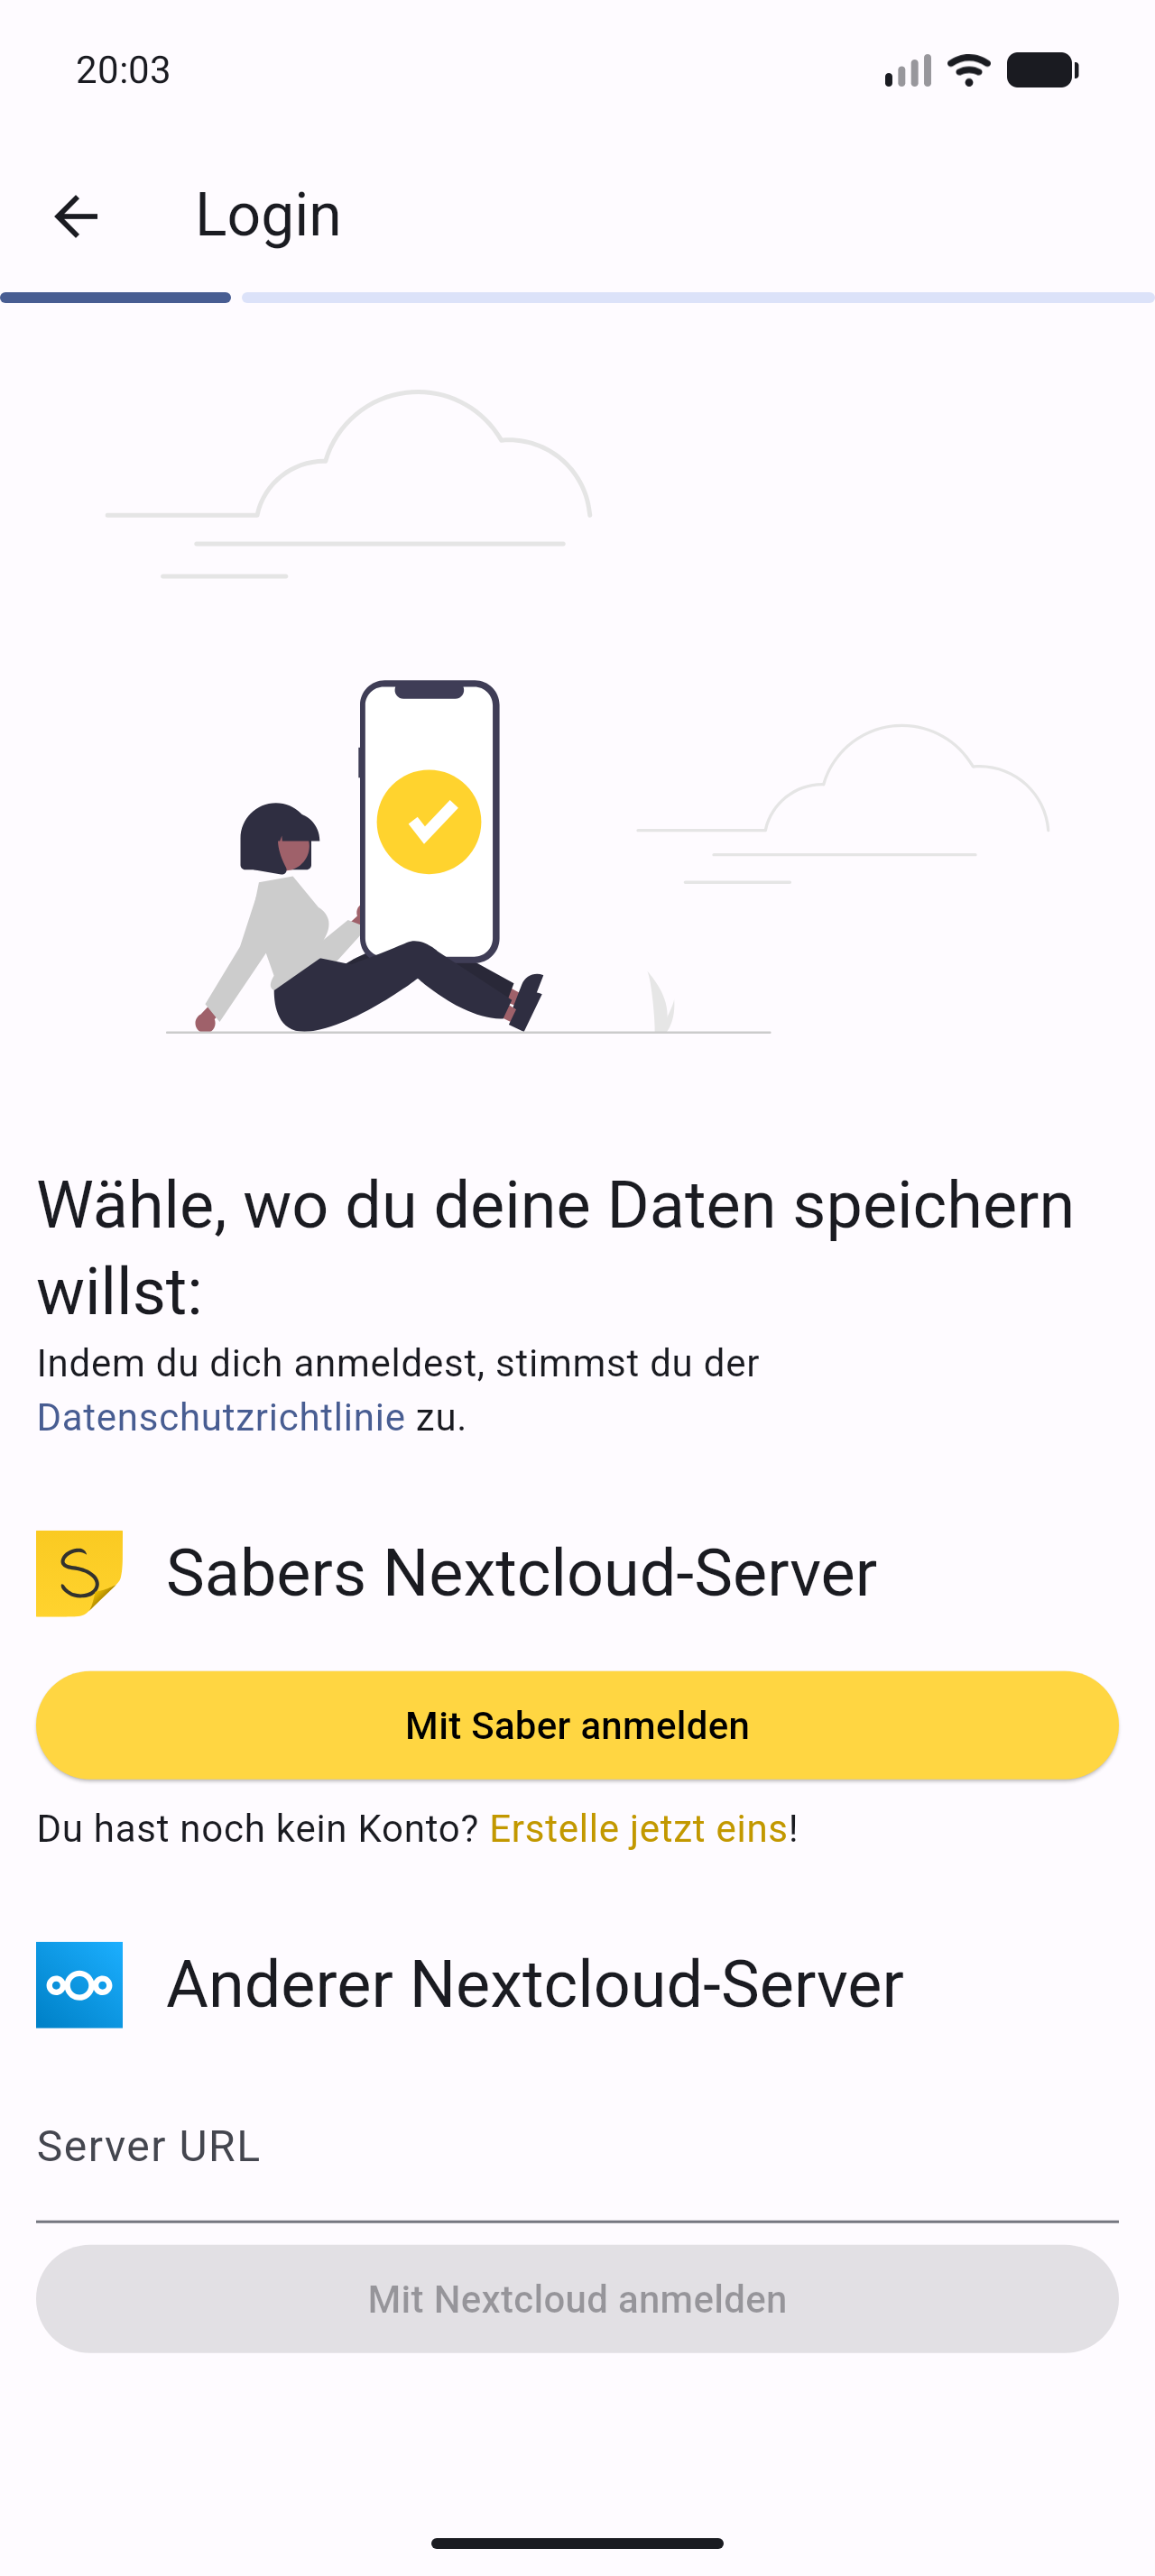 20:03
Login
Wähle, wo du deine Daten speichern
willst:
Indem du dich anmeldest, stimmst du der
Datenschutzrichtlinie zu.
S
Sabers Nextcloud-Server
Mit Saber anmelden
Du hast noch kein Konto? Erstelle jetzt eins!
Anderer Nextcloud-Server
Server URL
Mit Nextcloud anmelden